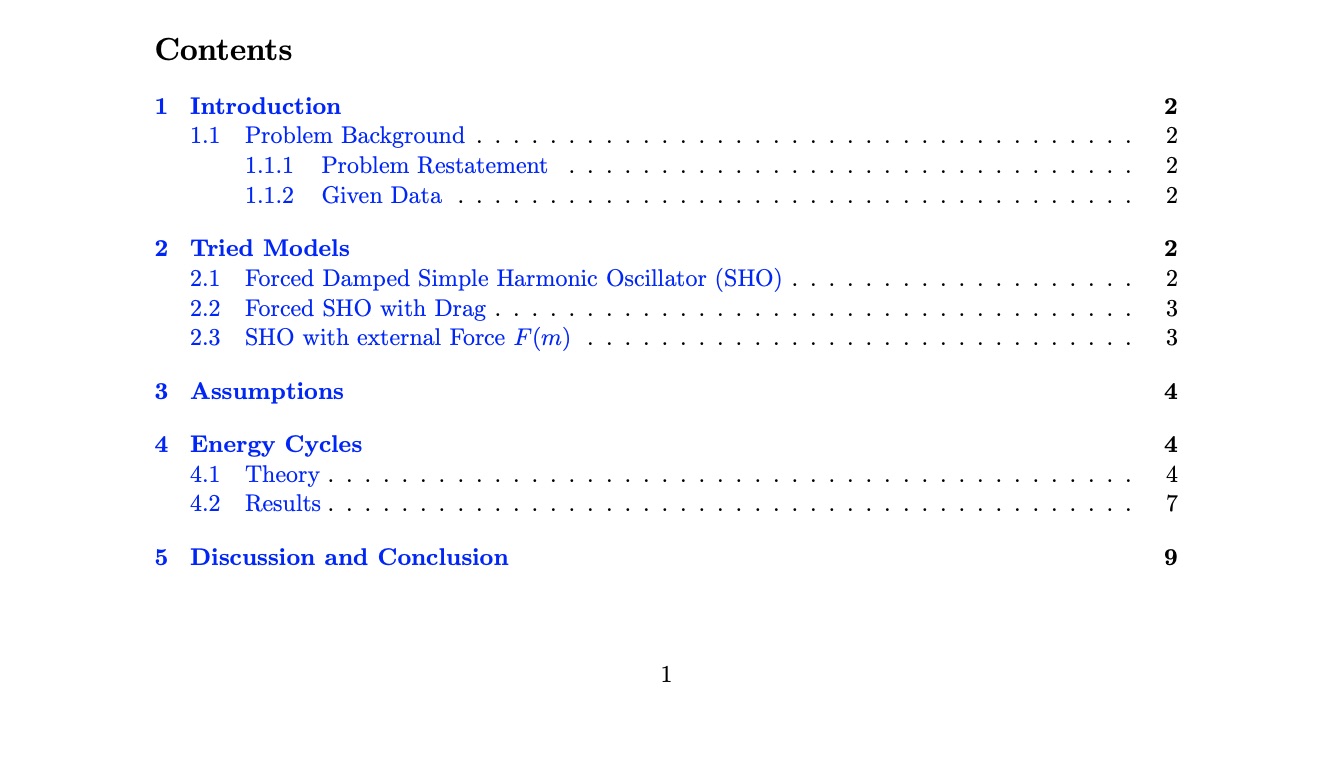 Contents
1 Introduction 2
1.1 Problem Background . . . . . . . . . . . . . . . . . . . . . . . . . . . . . . . . . . . . 2
1.1.1 Problem Restatement . . . . . . . . . . . . . . . . . . . . . . . . . . . . . . . 2
1.1.2 Given Data . . . . . . . . . . . . . . . . . . . . . . . . . . . . . . . . . . . . . 2
2 Tried Models 2
2.1 Forced Damped Simple Harmonic Oscillator (SHO) . . . . . . . . . . . . . . . . . . . 2
2.2 Forced SHO with Drag . . . . . . . . . . . . . . . . . . . . . . . . . . . . . . . . . . . 3
2.3 SHO with external Force F(m) . . . . . . . . . . . . . . . . . . . . . . . . . . . . . . 3
3 Assumptions 4
4 Energy Cycles 4
4.1 Theory . . . . . . . . . . . . . . . . . . . . . . . . . . . . . . . . . . . . . . . . . . . . 4
4.2 Results . . . . . . . . . . . . . . . . . . . . . . . . . . . . . . . . . . . . . . . . . . . . 7
5 Discussion and Conclusion 9
1